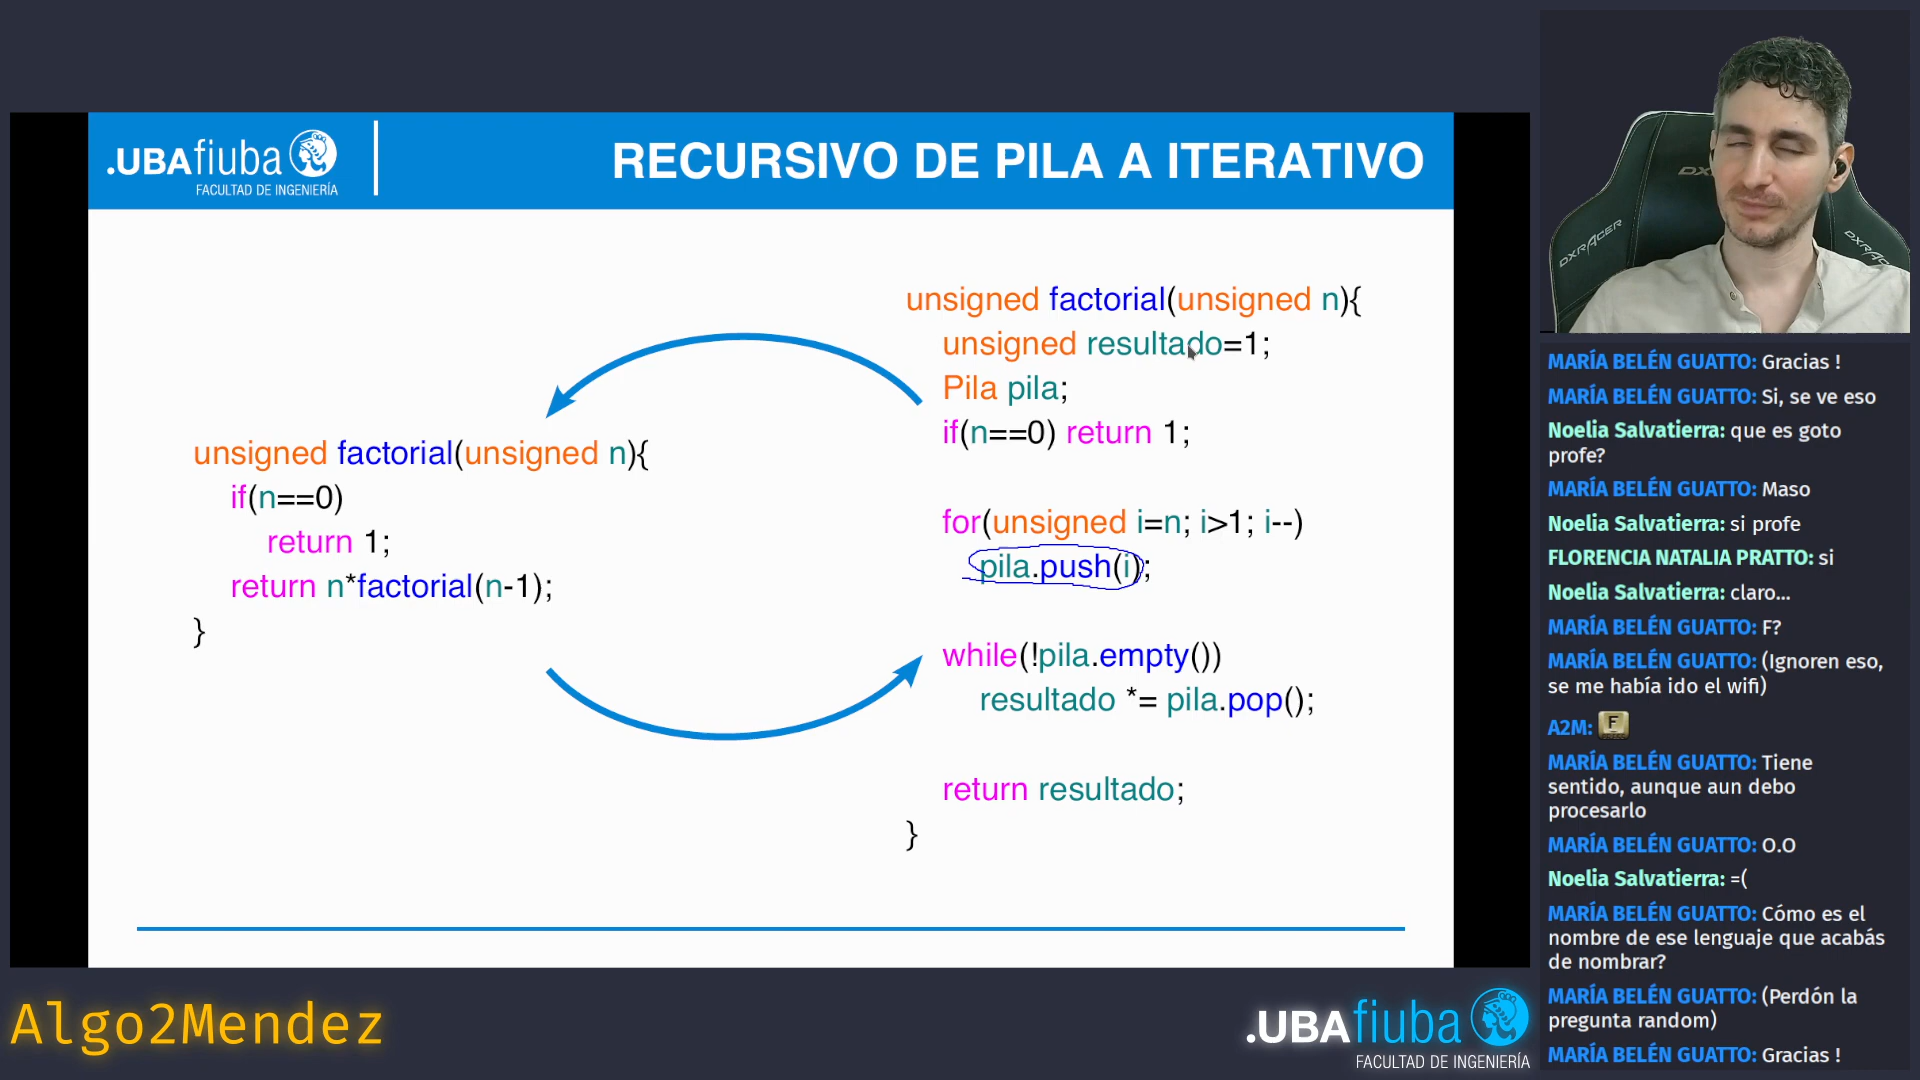 .UBAfiuba
FACULTAD DE INGENIERÍA
RECURSIVO DE PILA A ITERATIVO
unsigned factorial(unsigned n){
if(n==0)
return 1;
return n*factorial(n-1);
}
unsigned factorial(unsigned n){
unsigned resultado=1;
Pila pila;
if(n==0) return 1;
for(unsigned i=n; i>1; i--)
pila.push(i);
while(!pila.empty())
resultado *= pila.pop();
return resultado;
}
DXRACER
DXRACER
MARÍA BELÉN GUATTO: Gracias !
MARÍA BELÉN GUATTO: Si, se ve eso
Noelia Salvatierra: que es goto
profe?
MARÍA BELÉN GUATTO: Maso
Noelia Salvatierra: si profe
FLORENCIA NATALIA PRATTO: si
Noelia Salvatierra: claro...
MARÍA BELÉN GUATTO: F?
MARÍA BELÉN GUATTO: (Ignoren eso,
se me había ido el wifi)
A2M: F
MARÍA BELÉN GUATTO: Tiene
sentido, aunque aun debo
procesarlo
MARÍA BELÉN GUATTO: O.O
Noelia Salvatierra: =(
MARÍA BELÉN GUATTO: Cómo es el
nombre de ese lenguaje que acabás
de nombrar?
MARÍA BELÉN GUATTO: (Perdón la
pregunta random)
MARÍA BELÉN GUATTO: Gracias !
Algo2Mendez
.UBAfiuba
FACULTAD DE INGENIERÍA